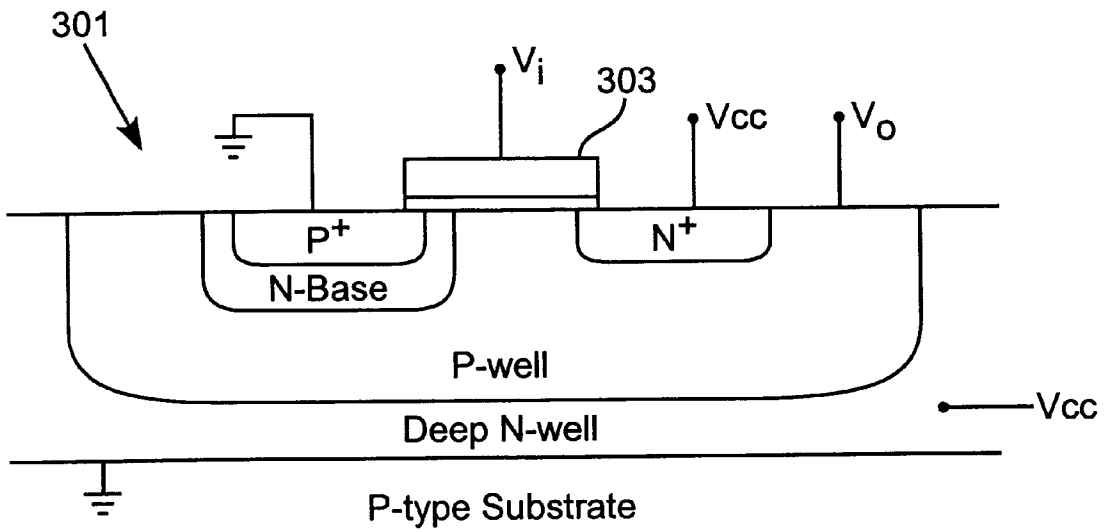 301
Vi
303
Vcc
Vo
P+
N+
N-Base
P-well
Vcc
Deep N-well
P-type Substrate